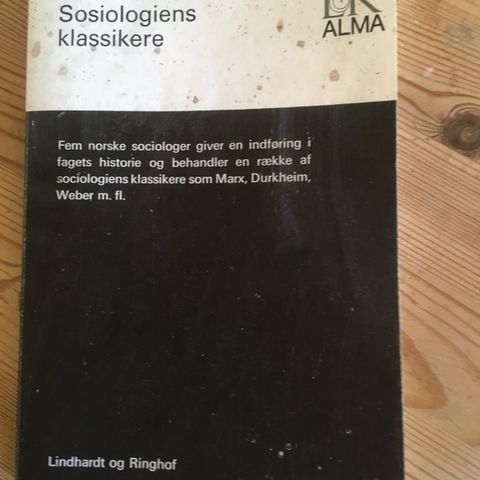 Sosiologiens
klassikere
LR
ALMA
Fem norske sociologer giver en indføring i
fagets historie og behandler en række af
sociologiens klassikere som Marx, Durkheim,
Weber m. fl.
Lindhardt og Ringhof